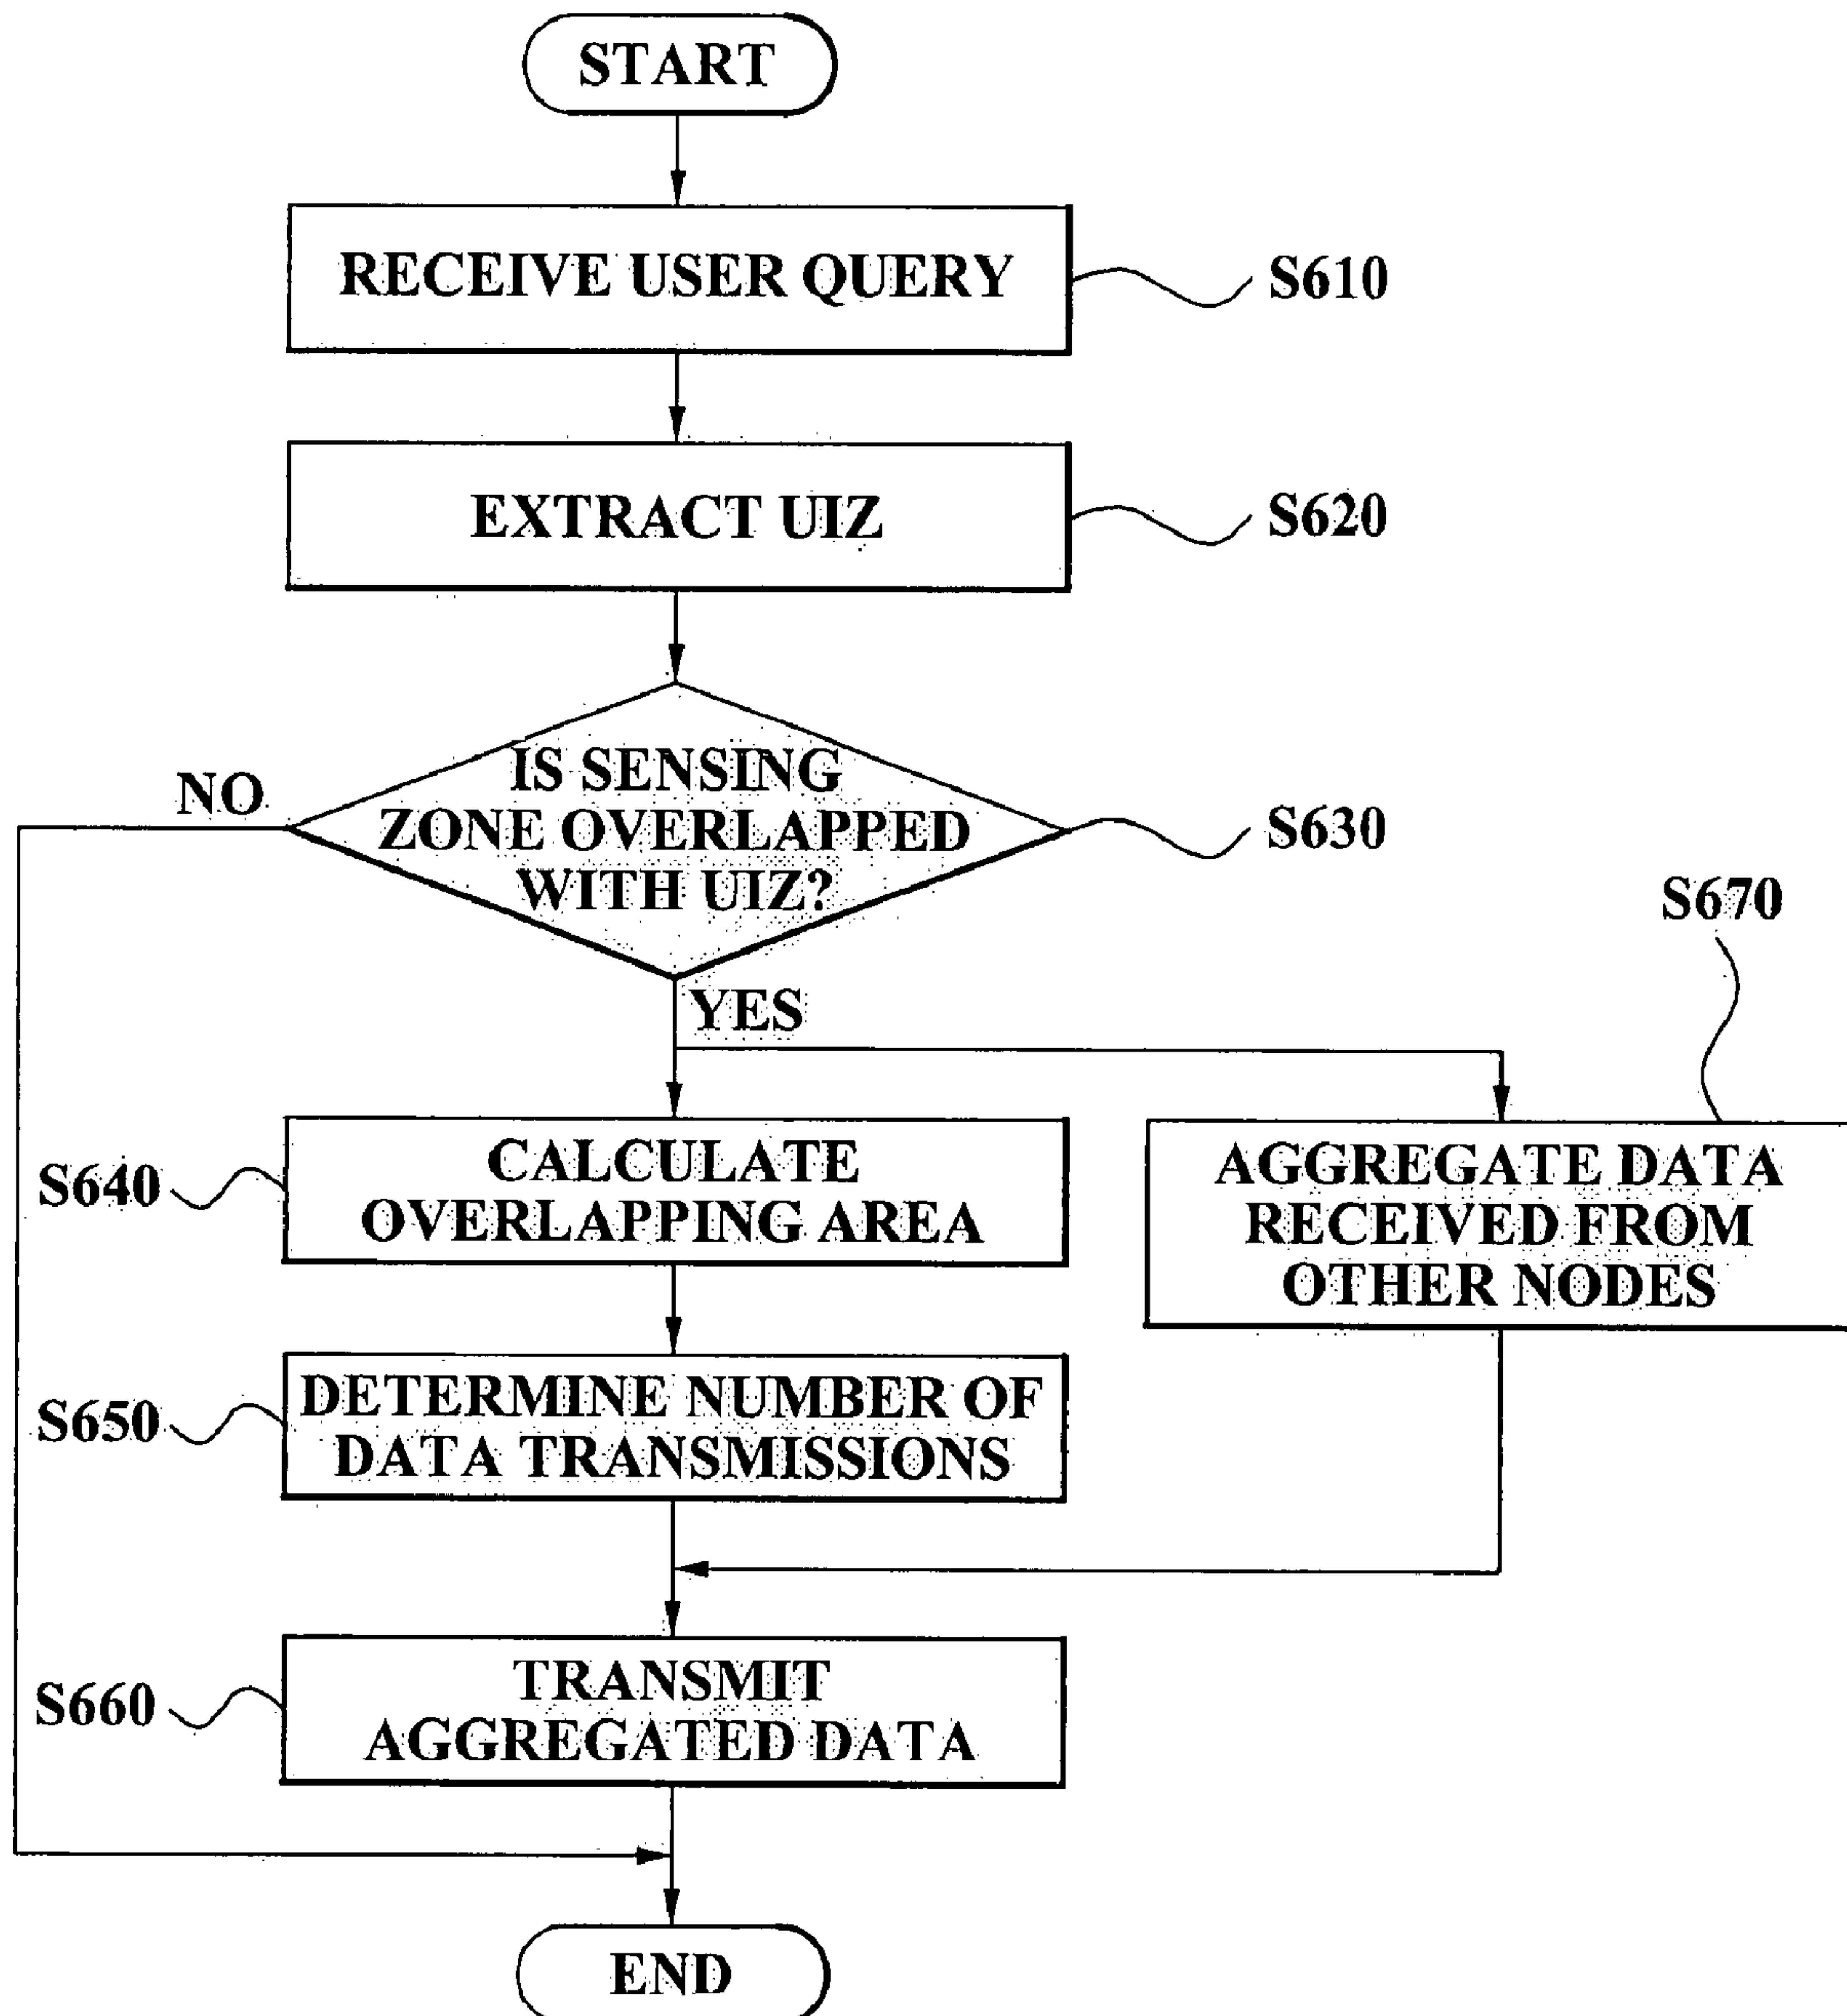 START
RECEIVE USER QUERY
S610
EXTRACT UIZ
S620
IS SENSING
ZONE OVERLAPPED
WITH UIZ?
S630
NO
YES
S670
CALCULATE
OVERLAPPING AREA
S640
AGGREGATE DATA
RECEIVED FROM
OTHER NODES
DETERMINE NUMBER OF
DATA TRANSMISSIONS
S650
TRANSMIT
AGGREGATED DATA
S660
END